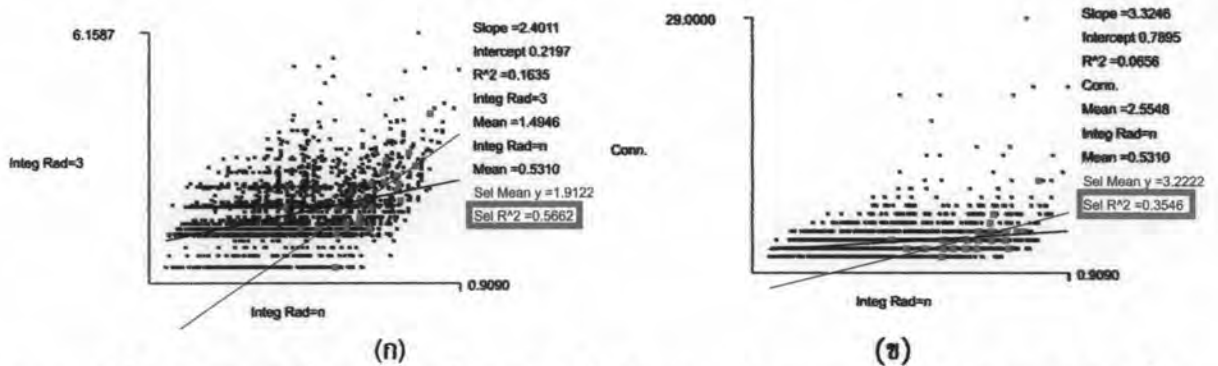 6.1587
Integ Rad=3
Slope =2.4011
Intercept 0.2197
R^2 =0.1635
Integ Rad=3
Mean =1.4946
Integ Rad=n
Mean =0.5310
Sel Mean y =1.9122
Sel R^2 =0.5662
0.9090
Integ Rad=n
(ก)
29.0000
Conn.
Slope =3.3246
Intercept 0.7895
R^2 =0.0656
Conn.
Mean =2.5548
Integ Rad=n
Mean =0.5310
Sel Mean y =3.2222
Sel R^2 =0.3546
0.9090
Integ Rad=n
(ข)